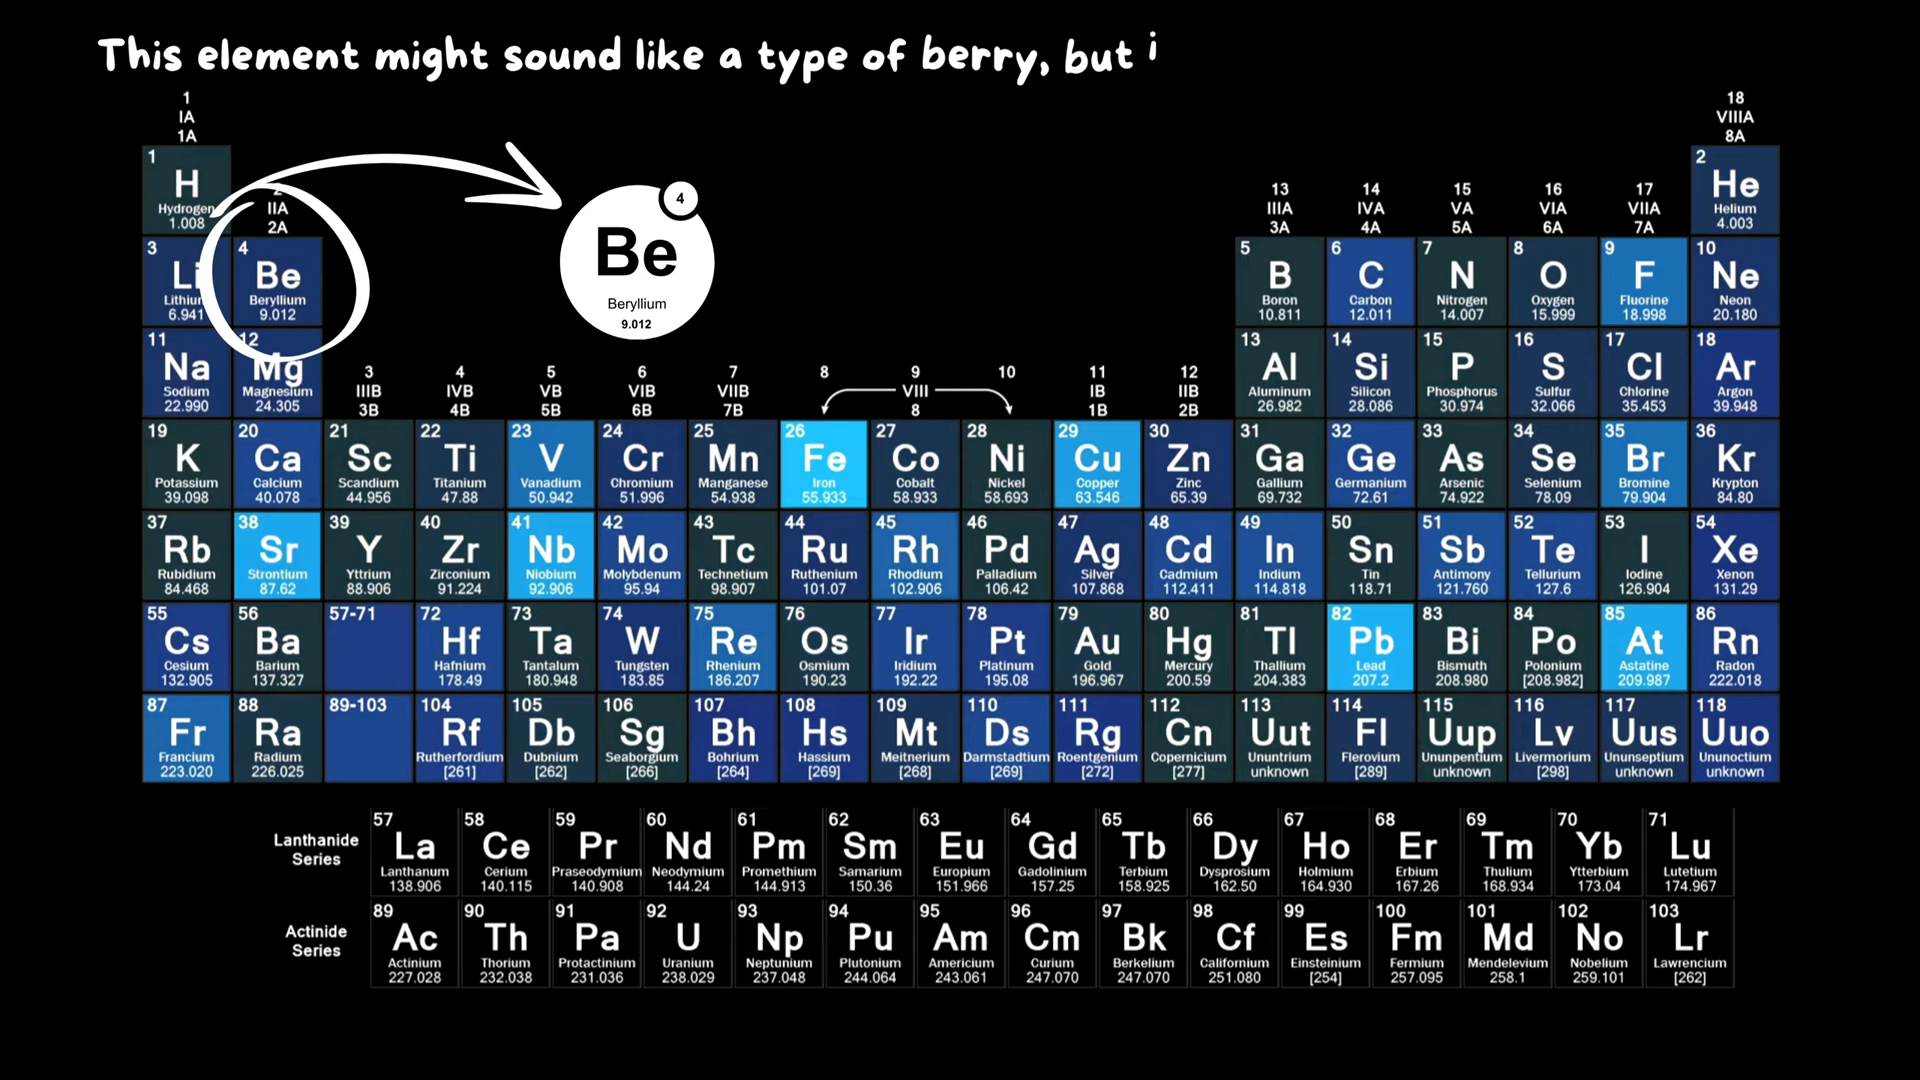 This element might sound like a type of berry, but i
1 18
IA VIIIA
1A 8A
1 2
H He
Hydrogen Helium
1.008 4.003
2 13 14 15 16 17
IIA IIIA IVA VA VIA VIIA
2A 3A 4A 5A 6A 7A
4
Be
Beryllium
9.012
3 4 5 6 7 8 9 10
Li Be B C N O F Ne
Lithium Beryllium Boron Carbon Nitrogen Oxygen Fluorine Neon
6.941 9.012 10.811 12.011 14.007 15.999 18.998 20.180
11 12 13 14 15 16 17 18
Na Mg Al Si P S Cl Ar
Sodium Magnesium Aluminum Silicon Phosphorus Sulfur Chlorine Argon
22.990 24.305 26.982 28.086 30.974 32.066 35.453 39.948
3 4 5 6 7 8 9 10 11 12
IIIB IVB VB VIB VIIB VIII IB IIB
3B 4B 5B 6B 7B 8 1B 2B
19 20 21 22 23 24 25 26 27 28 29 30 31 32 33 34 35 36
K Ca Sc Ti V Cr Mn Fe Co Ni Cu Zn Ga Ge As Se Br Kr
Potassium Calcium Scandium Titanium Vanadium Chromium Manganese Iron Cobalt Nickel Copper Zinc Gallium Germanium Arsenic Selenium Bromine Krypton
39.098 40.078 44.956 47.88 50.942 51.996 54.938 55.933 58.933 58.693 63.546 65.39 69.732 72.61 74.922 78.09 79.904 84.80
37 38 39 40 41 42 43 44 45 46 47 48 49 50 51 52 53 54
Rb Sr Y Zr Nb Mo Tc Ru Rh Pd Ag Cd In Sn Sb Te I Xe
Rubidium Strontium Yttrium Zirconium Niobium Molybdenum Technetium Ruthenium Rhodium Palladium Silver Cadmium Indium Tin Antimony Tellurium Iodine Xenon
84.468 87.62 88.906 91.224 92.906 95.94 98.907 101.07 102.906 106.42 107.868 112.411 114.818 118.71 121.760 127.6 126.904 131.29
55 56 57-71 72 73 74 75 76 77 78 79 80 81 82 83 84 85 86
Cs Ba Hf Ta W Re Os Ir Pt Au Hg Tl Pb Bi Po At Rn
Cesium Barium Hafnium Tantalum Tungsten Rhenium Osmium Iridium Platinum Gold Mercury Thallium Lead Bismuth Polonium Astatine Radon
132.905 137.327 178.49 180.948 183.85 186.207 190.23 192.22 195.08 196.967 200.59 204.383 207.2 208.980 [208.982] 209.987 222.018
87 88 89-103 104 105 106 107 108 109 110 111 112 113 114 115 116 117 118
Fr Ra Rf Db Sg Bh Hs Mt Ds Rg Cn Uut Fl Uup Lv Uus Uuo
Francium Radium Rutherfordium Dubnium Seaborgium Bohrium Hassium Meitnerium Darmstadtium Roentgenium Copernicium Ununtrium Flerovium Ununpentium Livermorium Ununseptium Ununoctium
223.020 226.025 [261] [262] [266] [264] [269] [268] [269] [272] [277] unknown [289] unknown [298] unknown unknown
Lanthanide
Series
57 58 59 60 61 62 63 64 65 66 67 68 69 70 71
La Ce Pr Nd Pm Sm Eu Gd Tb Dy Ho Er Tm Yb Lu
Lanthanum Cerium Praseodymium Neodymium Promethium Samarium Europium Gadolinium Terbium Dysprosium Holmium Erbium Thulium Ytterbium Lutetium
138.906 140.115 140.908 144.24 144.913 150.36 151.966 157.25 158.925 162.50 164.930 167.26 168.934 173.04 174.967
Actinide
Series
89 90 91 92 93 94 95 96 97 98 99 100 101 102 103
Ac Th Pa U Np Pu Am Cm Bk Cf Es Fm Md No Lr
Actinium Thorium Protactinium Uranium Neptunium Plutonium Americium Curium Berkelium Californium Einsteinium Fermium Mendelevium Nobelium Lawrencium
227.028 232.038 231.036 238.029 237.048 244.064 243.061 247.070 247.070 251.080 [254] 257.095 258.1 259.101 [262]